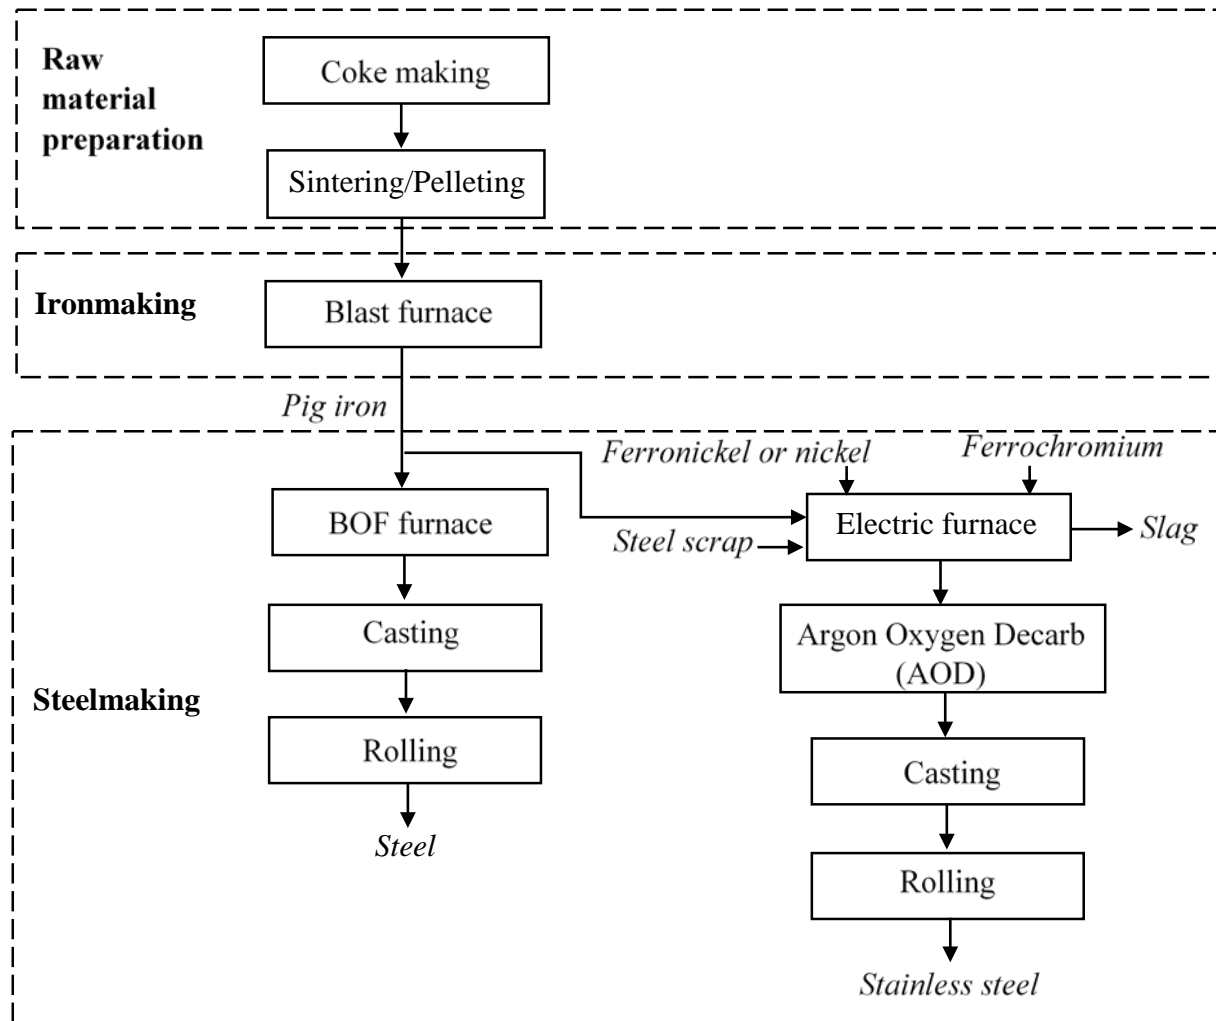 Raw
material
preparation
Coke making
Sintering/Pelleting
Ironmaking
Blast furnace
Pig iron
Ferronickel or nickel
Ferrochromium
BOF furnace
Steel scrap
Electric furnace
Slag
Casting
Argon Oxygen Decarb
(AOD)
Steelmaking
Rolling
Casting
Steel
Rolling
Stainless steel